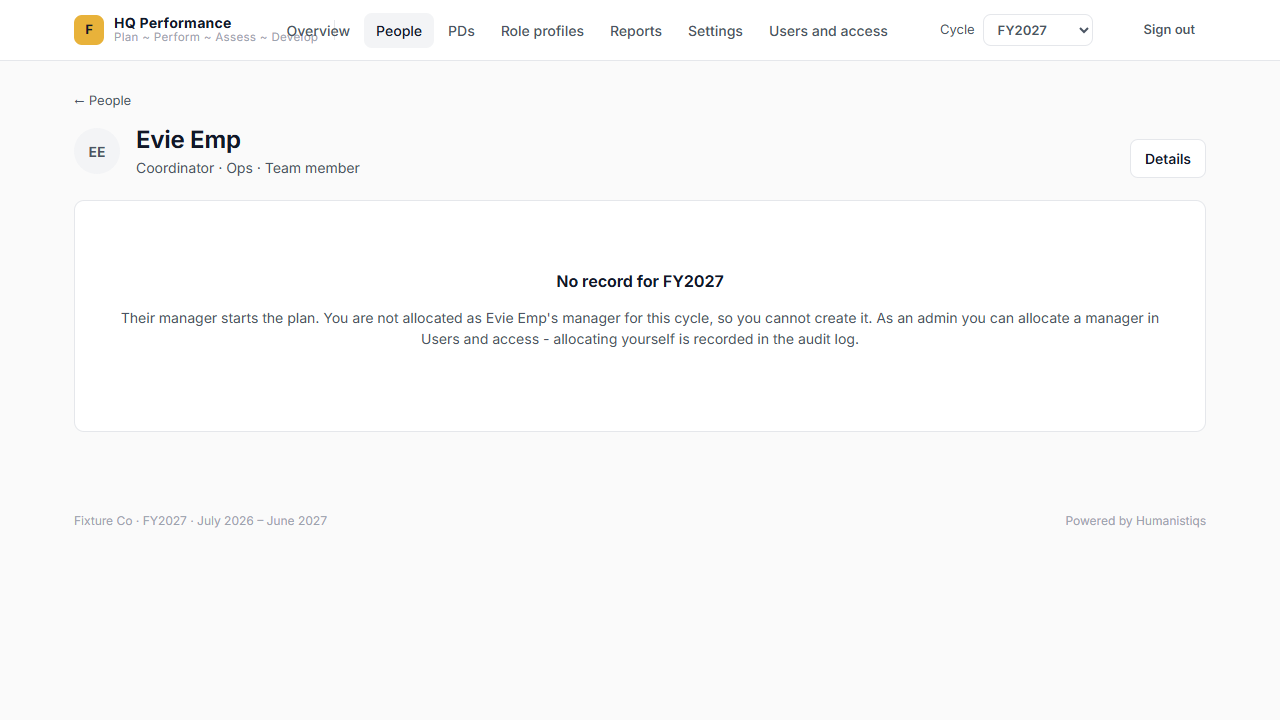 F
HQ Performance
Plan ~ Perform ~ Assess ~ Develop
Overview
People
PDs
Role profiles
Reports
Settings
Users and access
Cycle
FY2027
Sign out
← People
EE
Evie Emp
Coordinator · Ops · Team member
Details
No record for FY2027
Their manager starts the plan. You are not allocated as Evie Emp's manager for this cycle, so you cannot create it. As an admin you can allocate a manager in
Users and access - allocating yourself is recorded in the audit log.
Fixture Co · FY2027 · July 2026 – June 2027
Powered by Humanistiqs